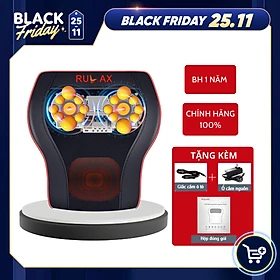 BLACK
Friday
25
11
BLACK FRIDAY 25.11
RULAX
BH 1 NĂM
CHÍNH HÃNG
100%
TẶNG KÈM
Giắc cắm ô tô
Ổ cắm nguồn
Hộp đóng gói